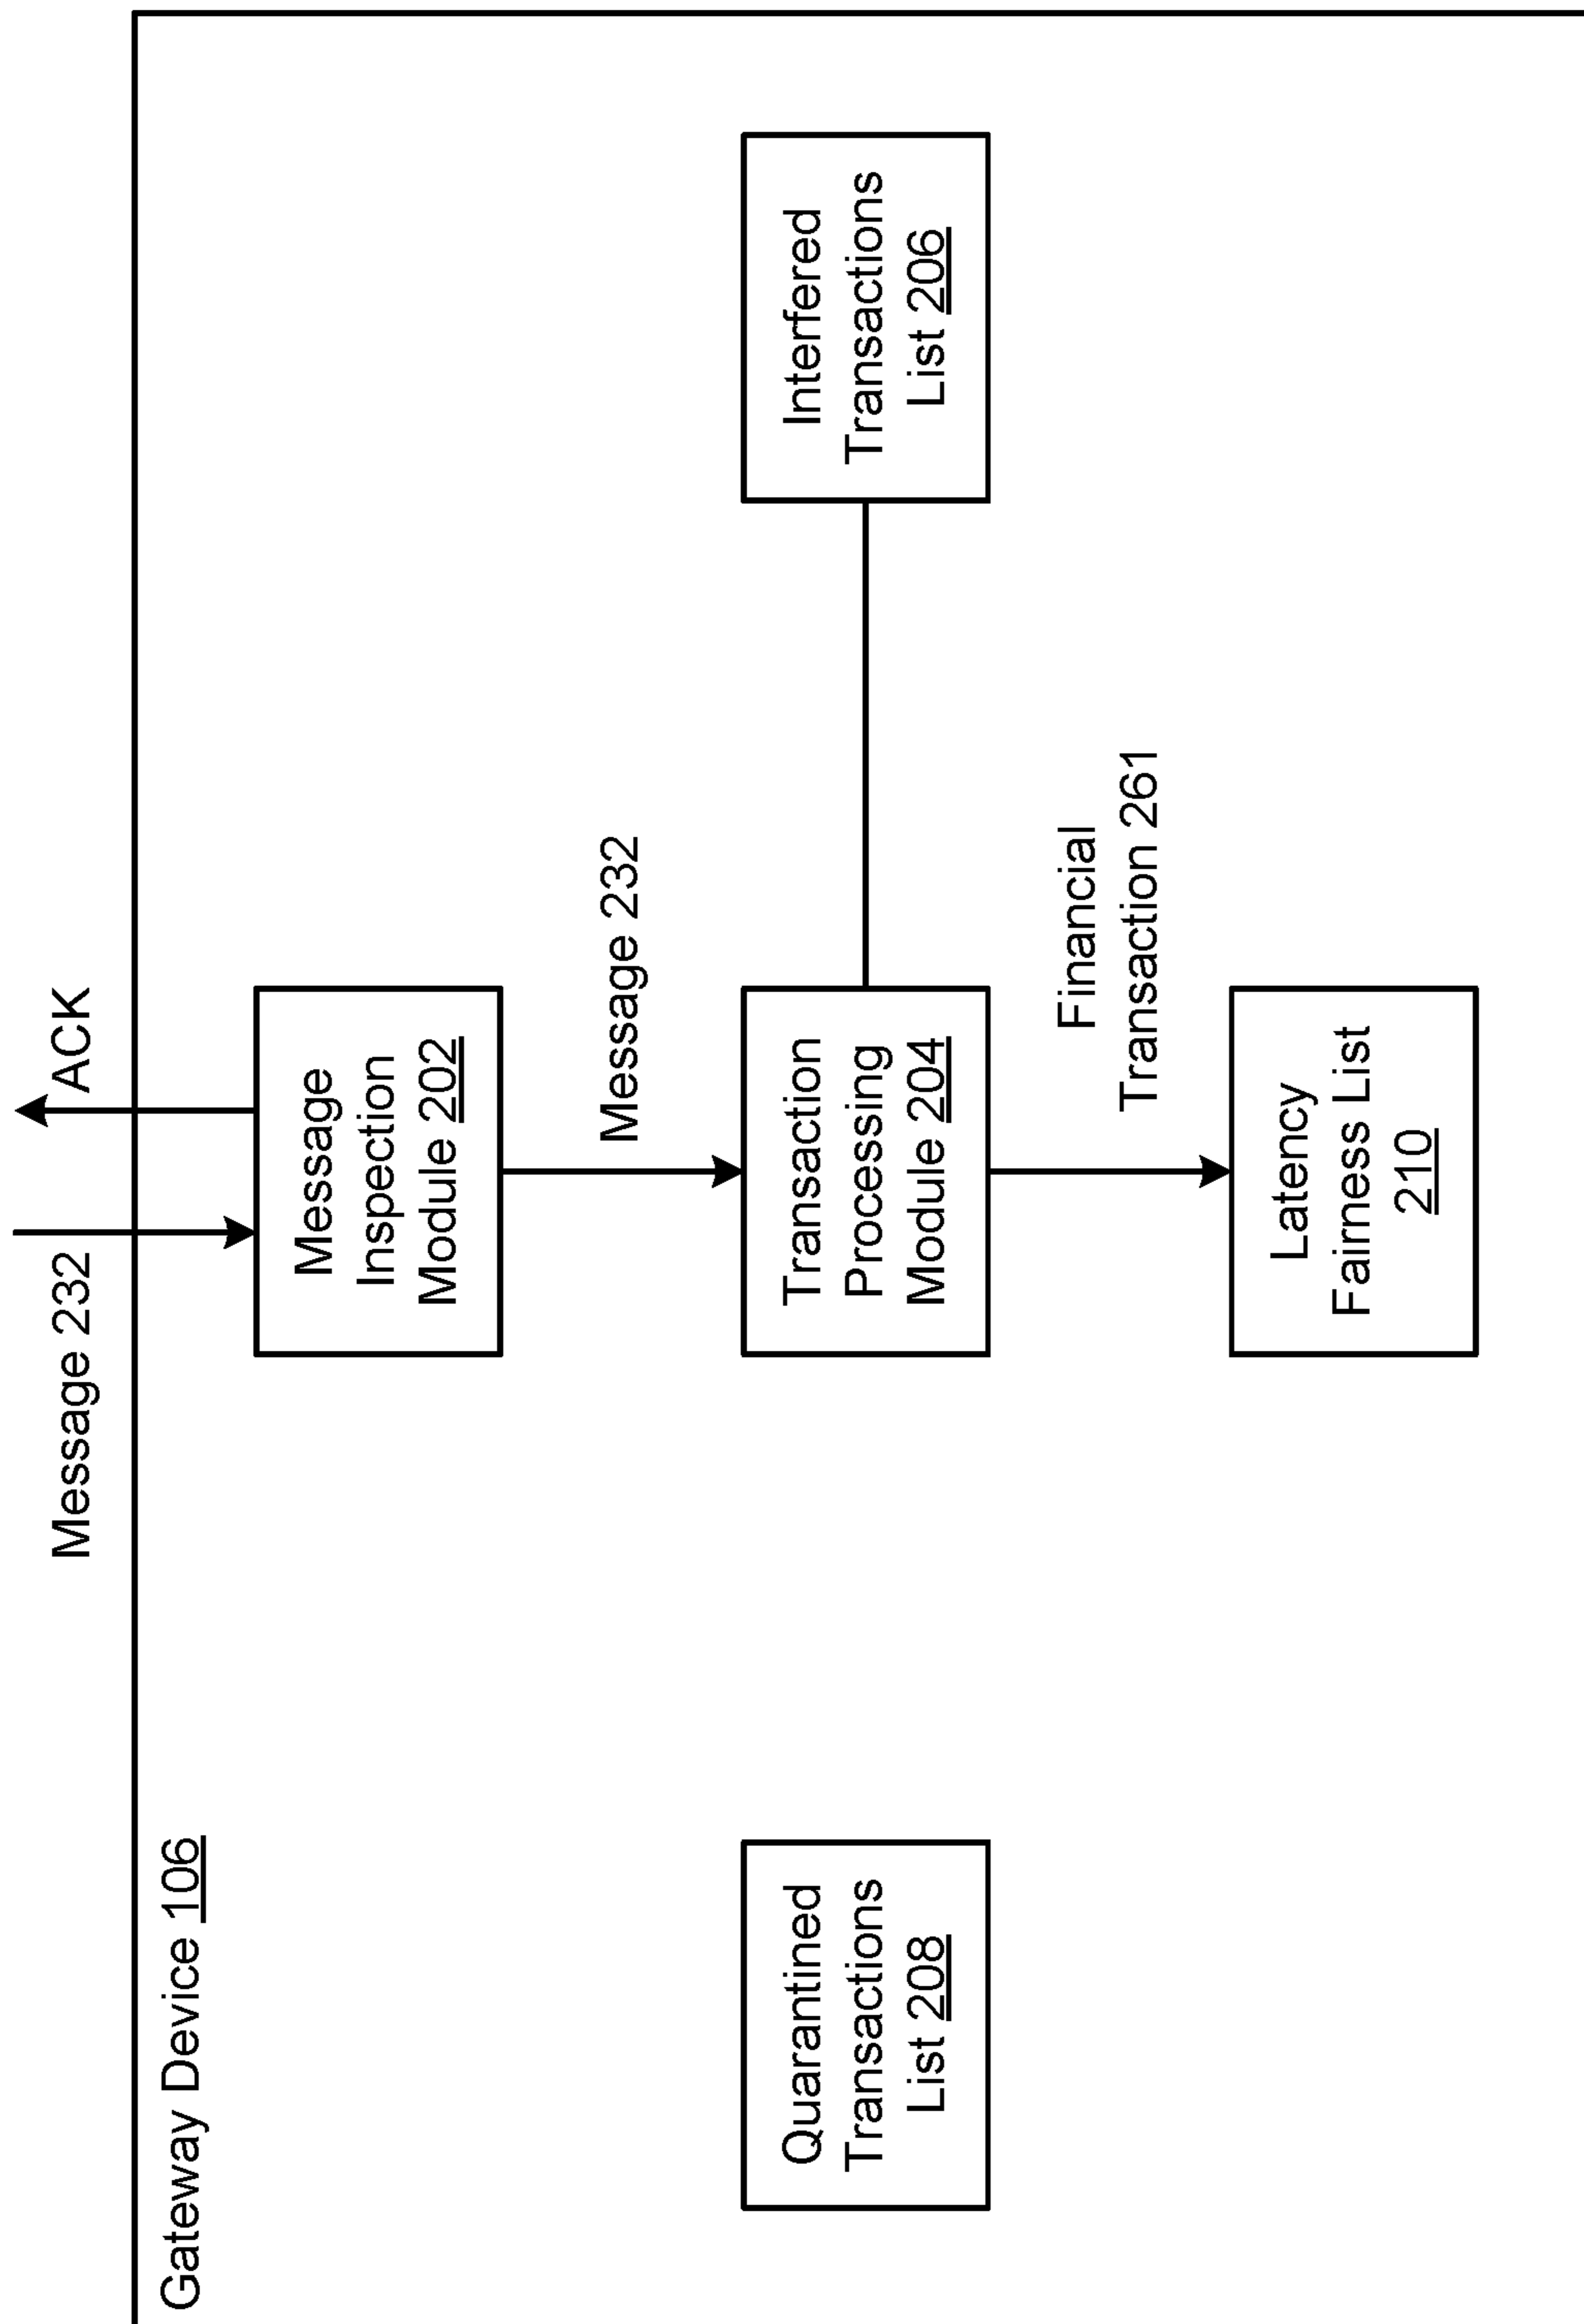 Message 232
ACK
Gateway Device 106
Message
Inspection
Module 202
Message 232
Quarantined
Transactions
List 208
Transaction
Processing
Module 204
Interfered
Transactions
List 206
Financial
Transaction 261
Latency
Fairness List
210